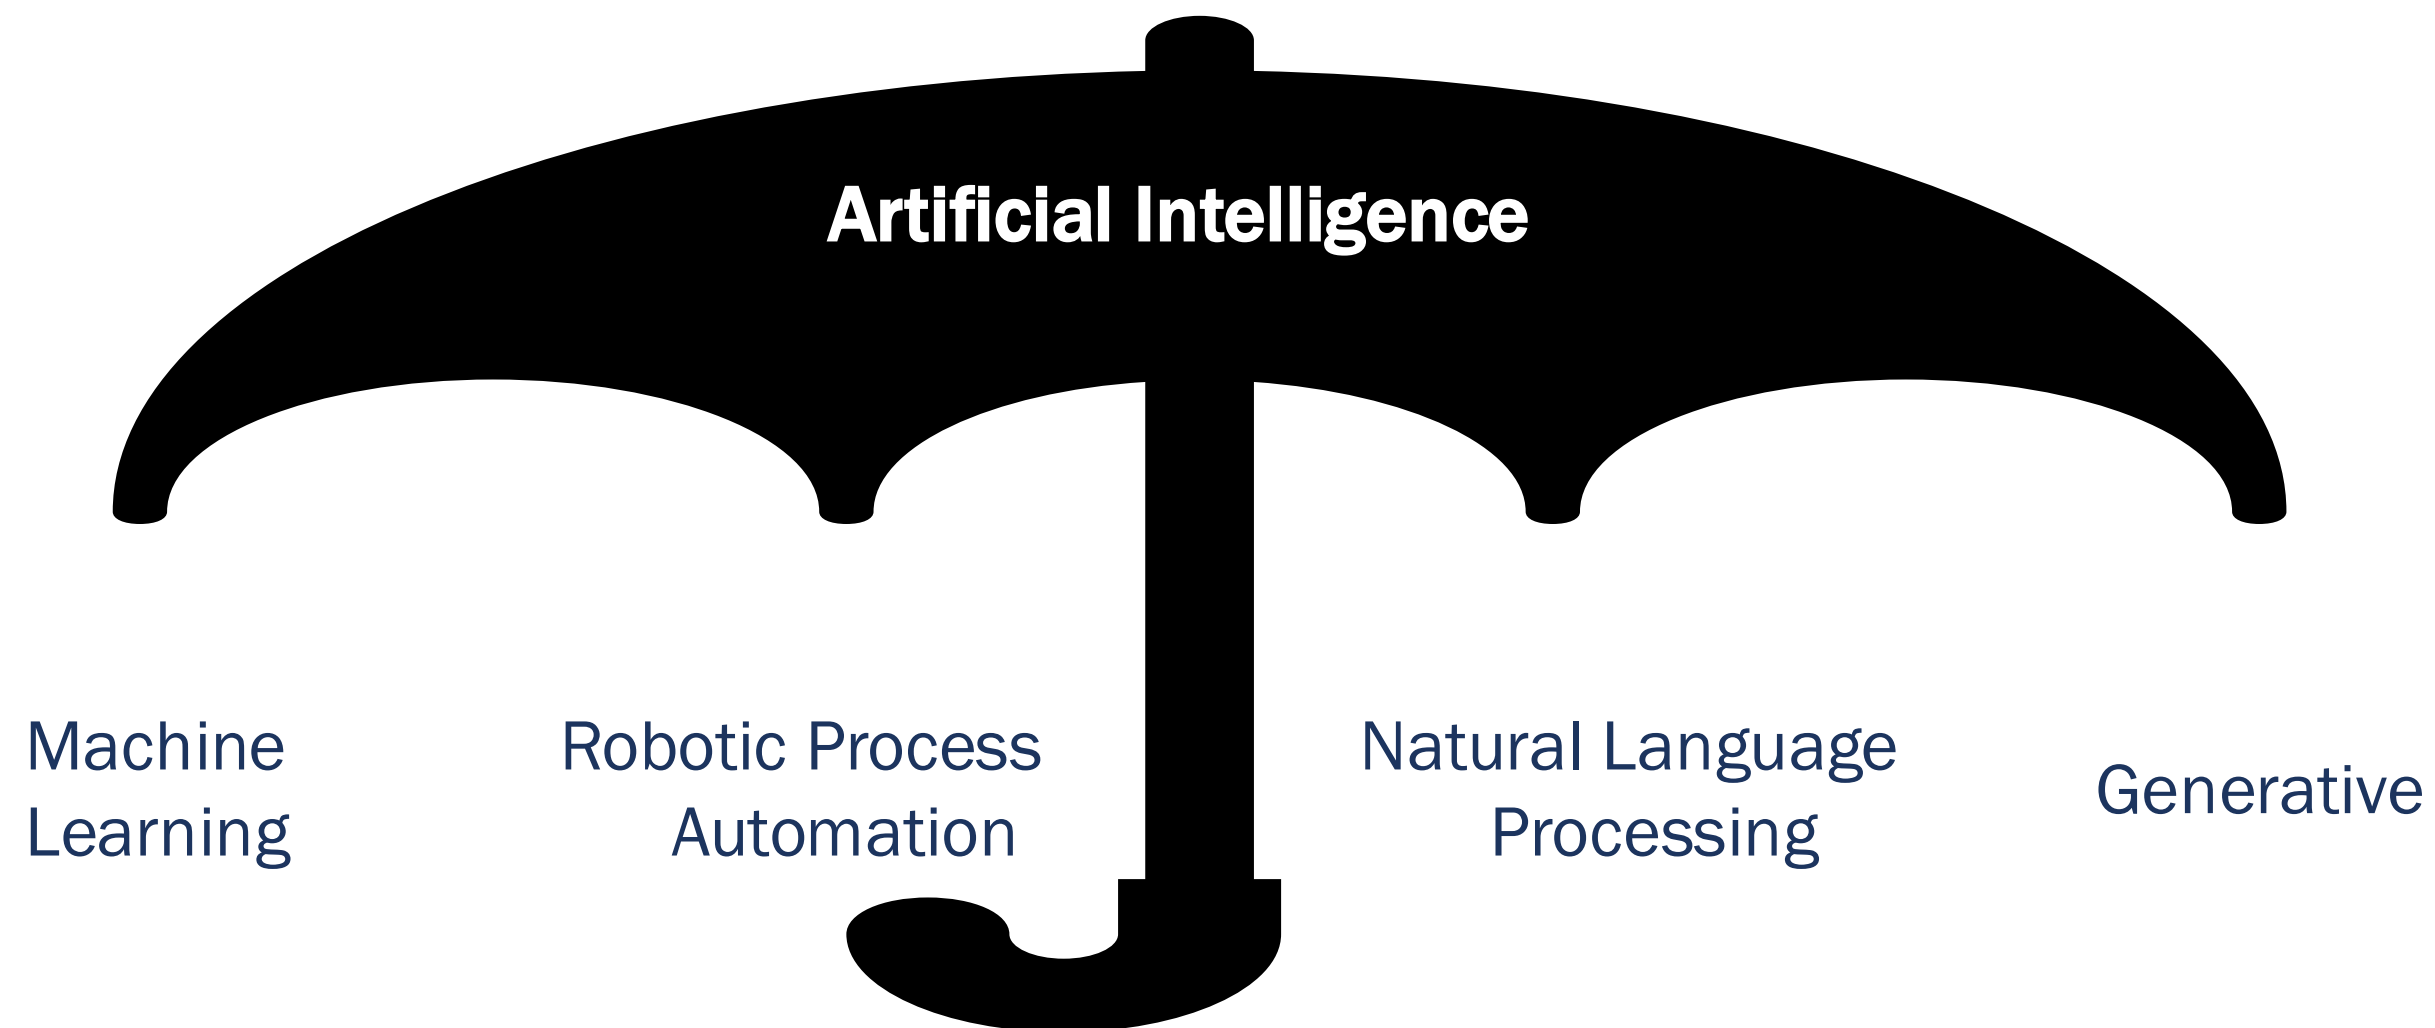 Artificial Intelligence
Machine
Learning
Robotic Process
Automation
Natural Language
Processing
Generative